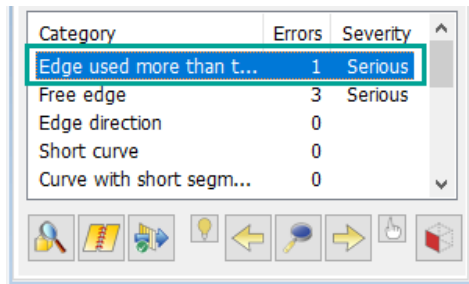 Category Errors Severity
Edge used more than t... 1 Serious
Free edge 3 Serious
Edge direction 0
Short curve 0
Curve with short segm... 0